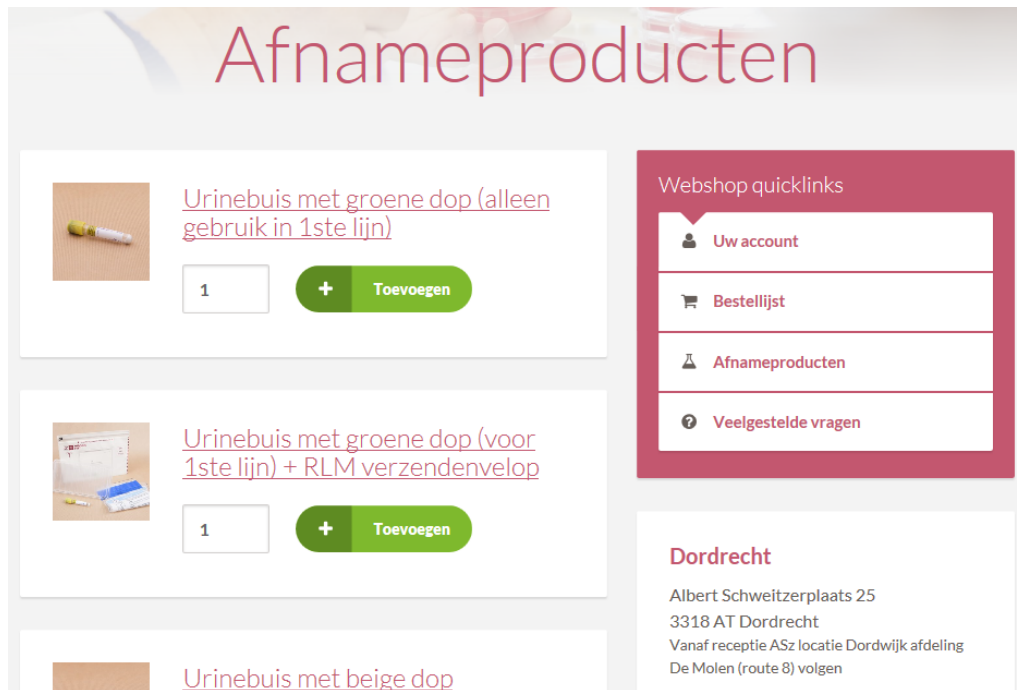 Afnameproducten
Urinebuis met groene dop (alleen
gebruik in 1ste lijn)
1
Toevoegen
Urinebuis met groene dop (voor
1ste lijn) + RLM verzendenvelop
1
Toevoegen
Urinebuis met beige dop
Webshop quicklinks
Uw account
Bestellijst
Afnameproducten
Veelgestelde vragen
Dordrecht
Albert Schweitzerplaats 25
3318 AT Dordrecht
Vanaf receptie ASz locatie Dordwijk afdeling
De Molen (route 8) volgen